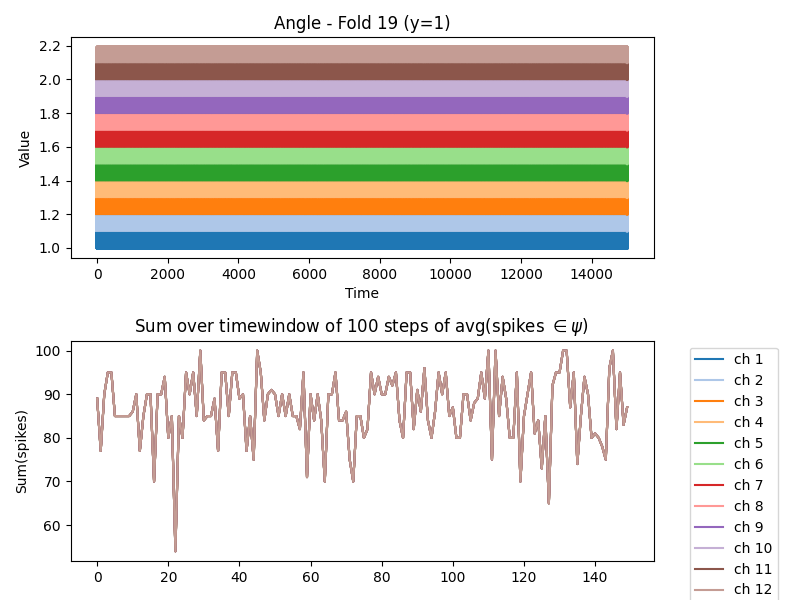 Angle - Fold 19 (y=1)
2.2
2.0
1.8
1.6
1.4
1.2
1.0
Value
0 2000 4000 6000 8000 10000 12000 14000
Time
Sum over timewindow of 100 steps of avg(spikes ∈ ψ)
100
90
80
70
60
Sum(spikes)
0 20 40 60 80 100 120 140
ch 1
ch 2
ch 3
ch 4
ch 5
ch 6
ch 7
ch 8
ch 9
ch 10
ch 11
ch 12